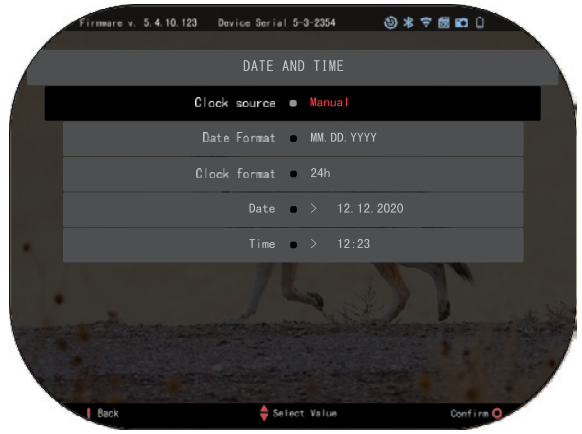 Firmware v. 5.4.10.123 Device Serial 5-3-2354
DATE AND TIME
Clock source Manual
Date Format MM.DD.YYYY
Clock format 24h
Date > 12.12.2020
Time > 12:23
Back Select Value Confirm